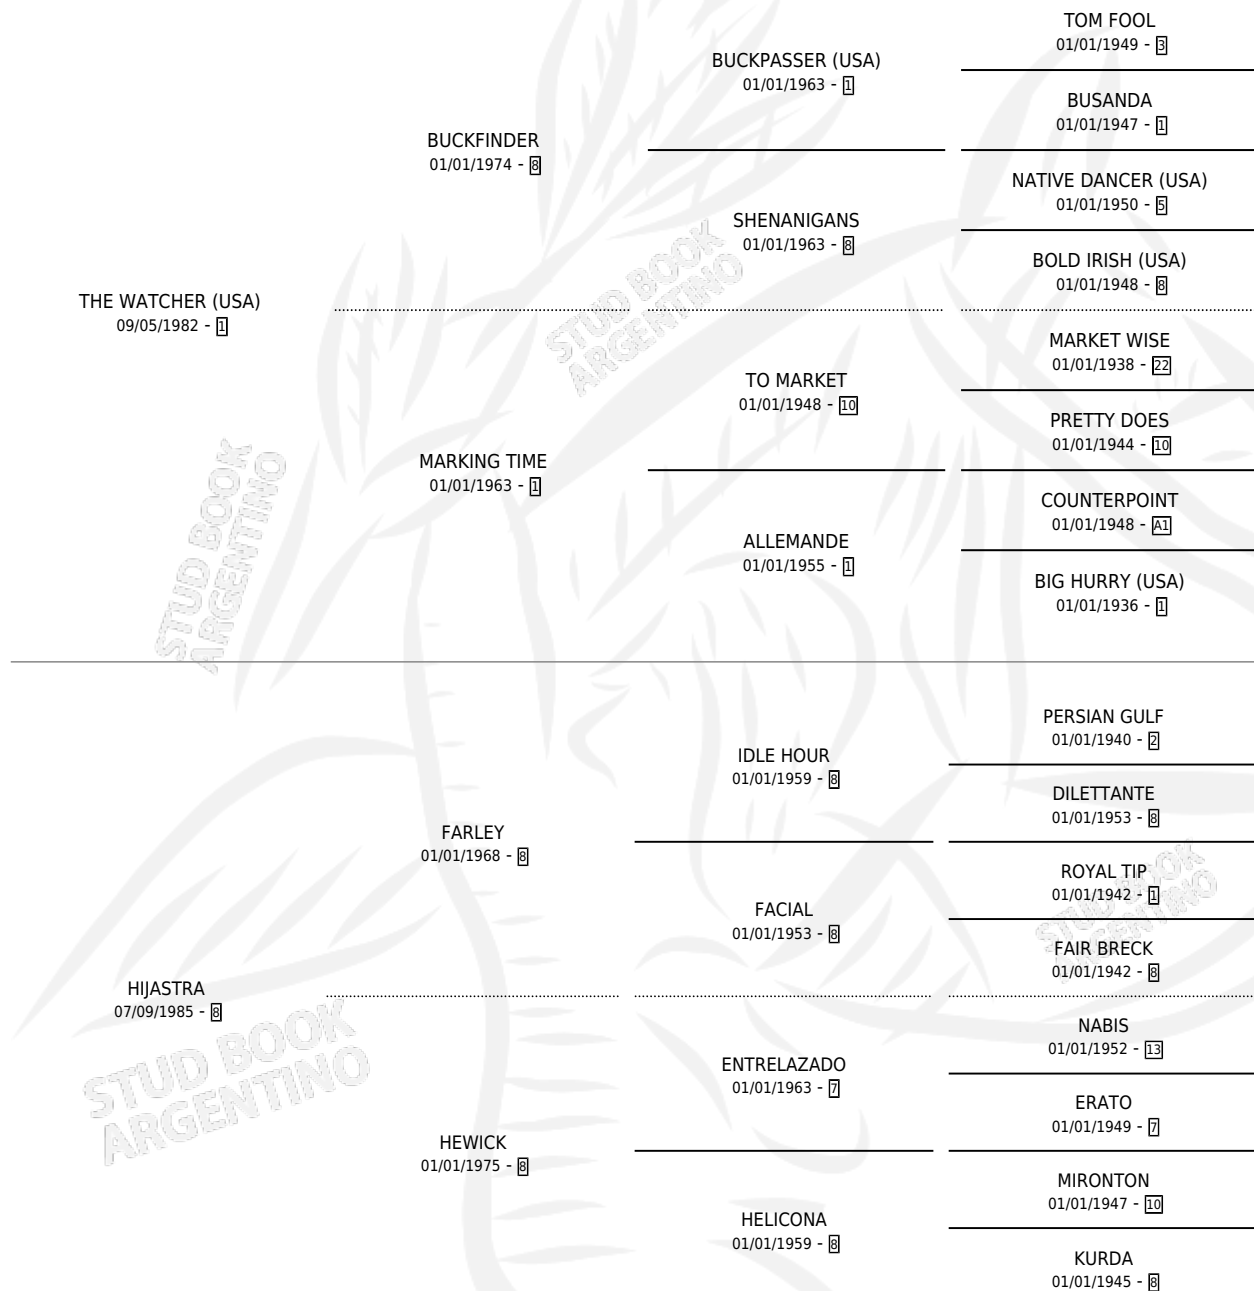 TOM FOOL
01/01/1949 - 3
BUCKPASSER (USA)
01/01/1963 - 1
BUSANDA
01/01/1947 - 1
BUCKFINDER
01/01/1974 - 8
NATIVE DANCER (USA)
01/01/1950 - 5
SHENANIGANS
01/01/1963 - 8
BOLD IRISH (USA)
01/01/1948 - 8
THE WATCHER (USA)
09/05/1982 - 1
MARKET WISE
01/01/1938 - 22
TO MARKET
01/01/1948 - 10
PRETTY DOES
01/01/1944 - 10
MARKING TIME
01/01/1963 - 1
COUNTERPOINT
01/01/1948 - A1
ALLEMANDE
01/01/1955 - 1
BIG HURRY (USA)
01/01/1936 - 1
PERSIAN GULF
01/01/1940 - 2
IDLE HOUR
01/01/1959 - 8
DILETTANTE
01/01/1953 - 8
FARLEY
01/01/1968 - 8
ROYAL TIP
01/01/1942 - 1
FACIAL
01/01/1953 - 8
FAIR BRECK
01/01/1942 - 8
HIJASTRA
07/09/1985 - 8
NABIS
01/01/1952 - 13
ENTRELAZADO
01/01/1963 - 7
ERATO
01/01/1949 - 7
HEWICK
01/01/1975 - 8
MIRONTON
01/01/1947 - 10
HELICONA
01/01/1959 - 8
KURDA
01/01/1945 - 8
STUD BOOK
ARGENTINO
STUD BOOK
ARGENTINO
STUD BOOK
ARGENTINO
STUD BOOK
ARGENTINO